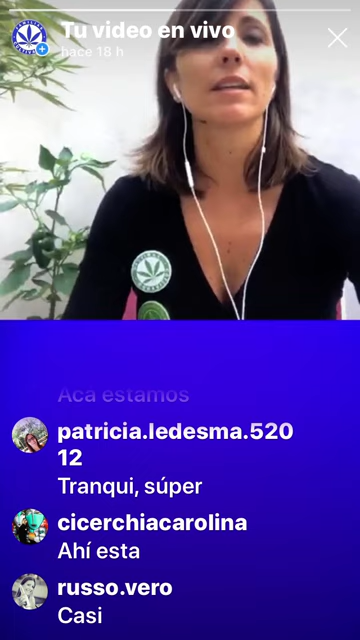 Tu video en vivo
hace 18 h
Aca estamos
patricia.ledesma.520
12
Tranqui, súper
cicerchiacarolina
Ahí esta
russo.vero
Casi